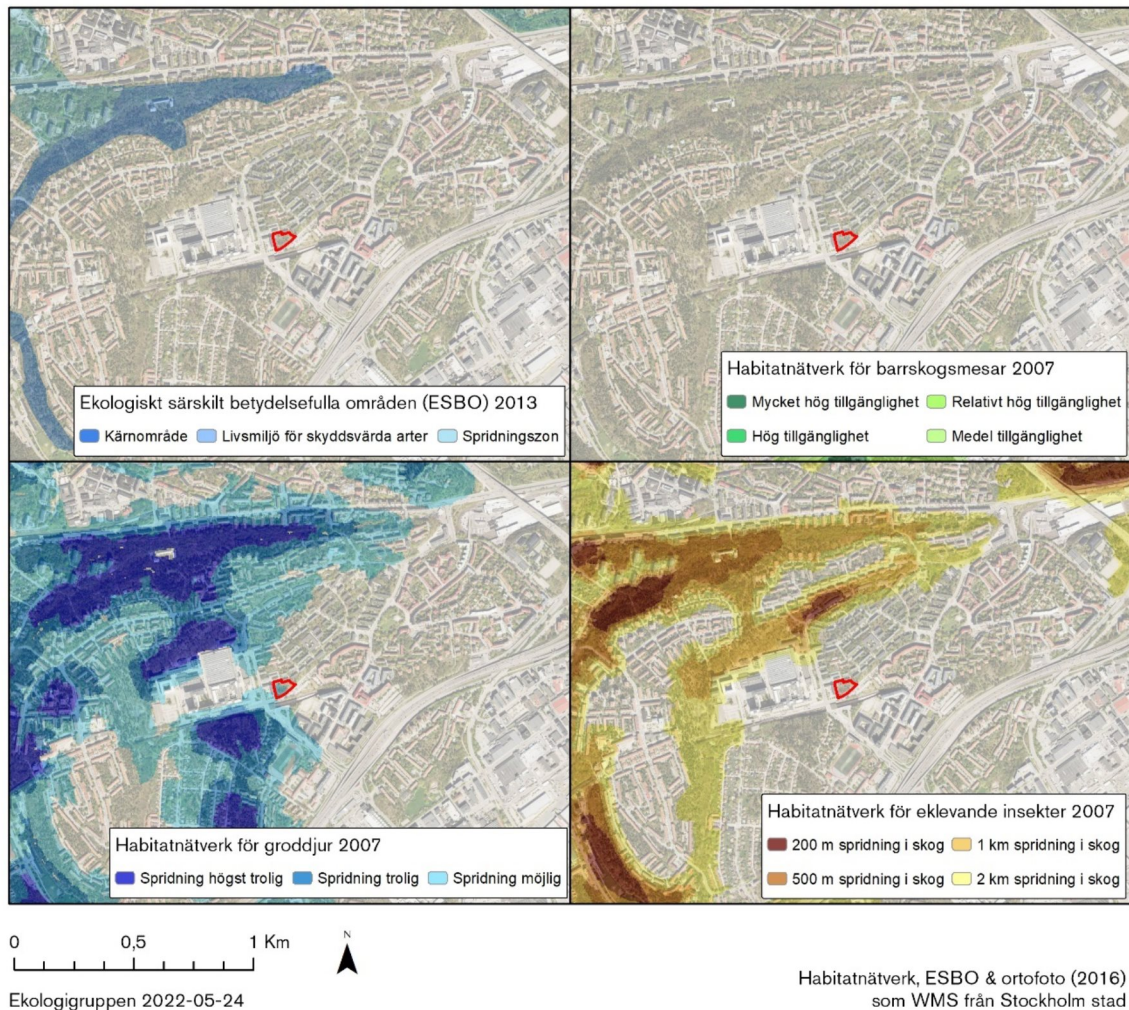 Ekologiskt särskilt betydelsefulla områden (ESBO) 2013
Kärnområde Livsmiljö för skyddsvärda arter Spridningszon
Habitatnätverk för barrskogsmesar 2007
Mycket hög tillgänglighet Relativt hög tillgänglighet
Hög tillgänglighet Medel tillgänglighet
Habitatnätverk för groddjur 2007
Spridning högst trolig Spridning trolig Spridning möjlig
Habitatnätverk för eklevande insekter 2007
200 m spridning i skog 1 km spridning i skog
500 m spridning i skog 2 km spridning i skog
0 0,5 1 Km
N
Ekologigruppen 2022-05-24
Habitatnätverk, ESBO & ortofoto (2016)
som WMS från Stockholm stad